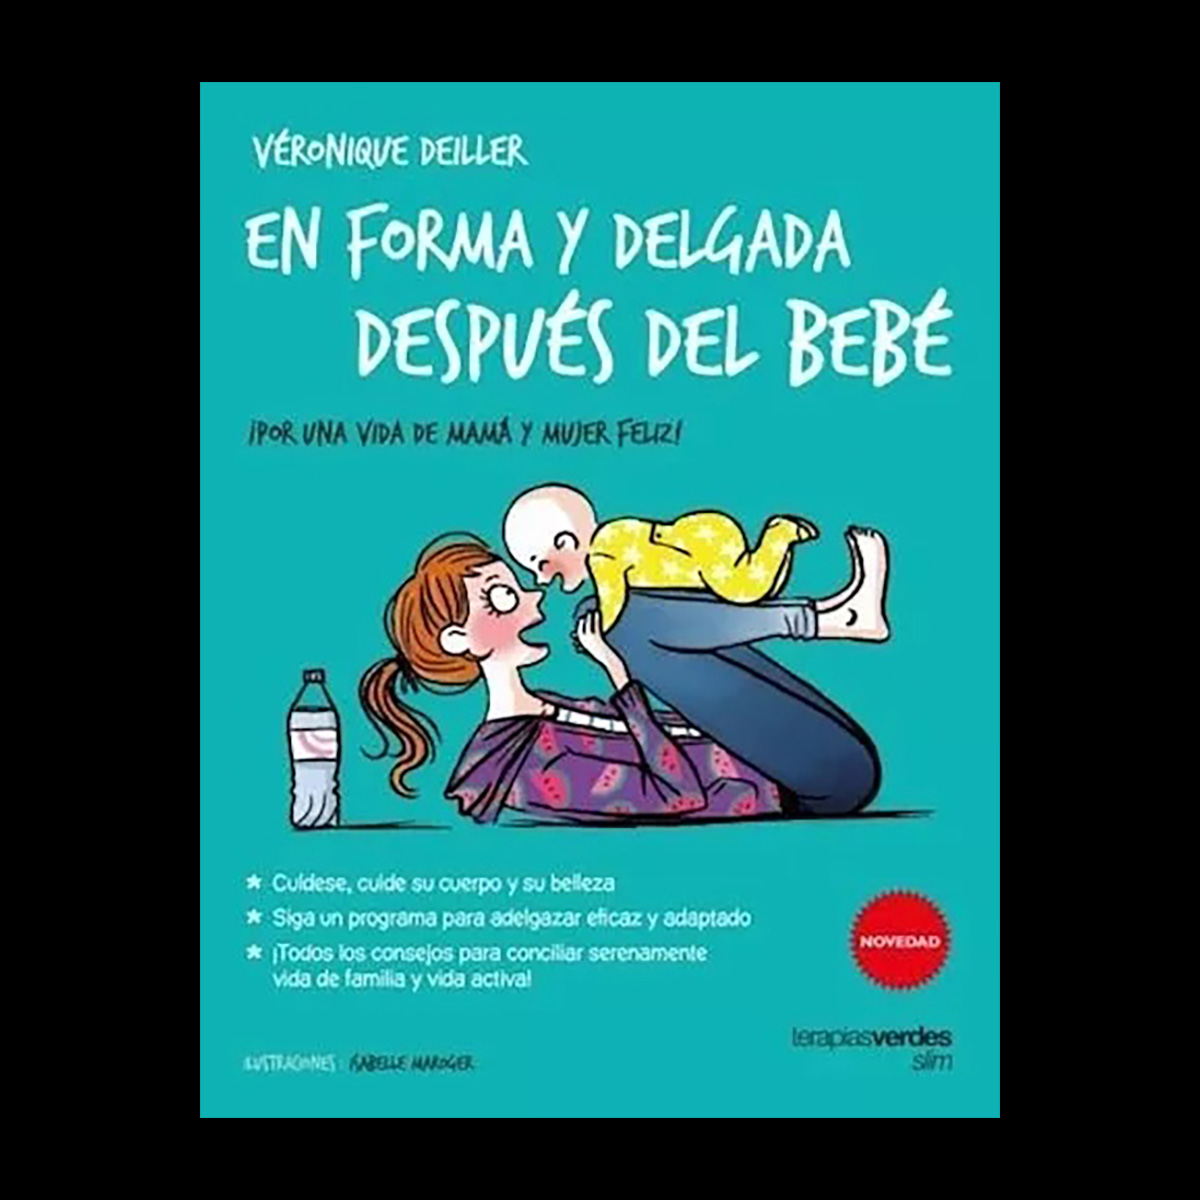 VÉRONIQUE DEILLER
EN FORMA Y DELGADA
DESPUÉS DEL BEBÉ
¡POR UNA VIDA DE MAMÁ Y MUJER FELIZ!
* Cuídese, cuide su cuerpo y su belleza
* Siga un programa para adelgazar eficaz y adaptado
* ¡Todos los consejos para conciliar serenamente
vida de familia y vida activa!
NOVEDAD
terapiasverdes
slim
ILUSTRACIONES: ISABELLE MAROGER